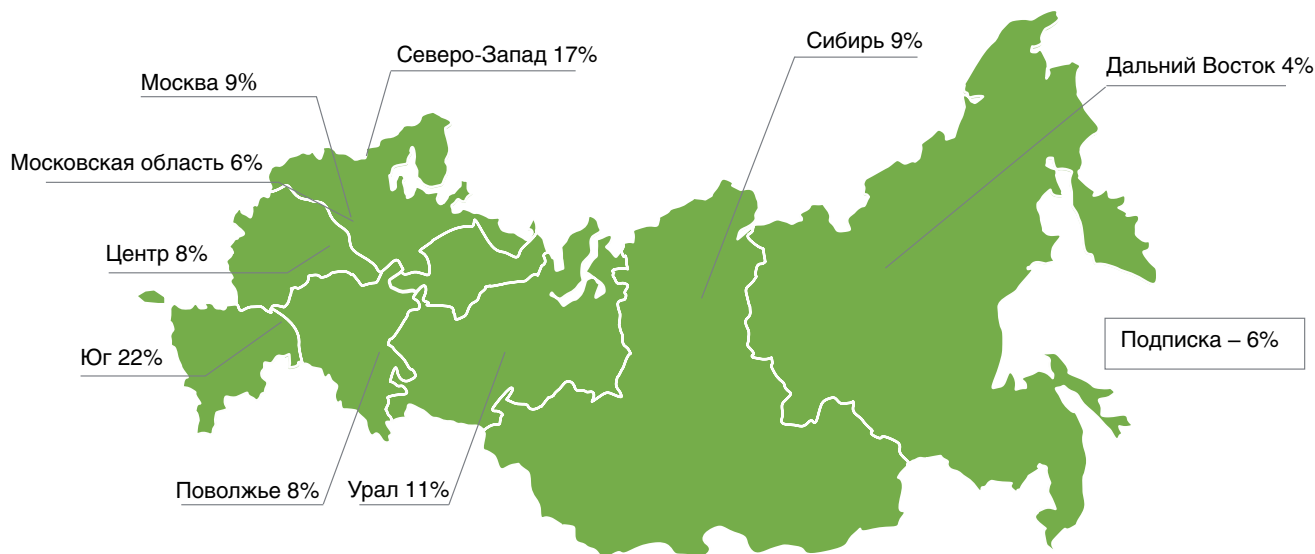 Сибирь 9%
Северо-Запад 17%
Дальний Восток 4%
Москва 9%
Московская область 6%
Центр 8%
Подписка – 6%
Юг 22%
Поволжье 8%
Урал 11%